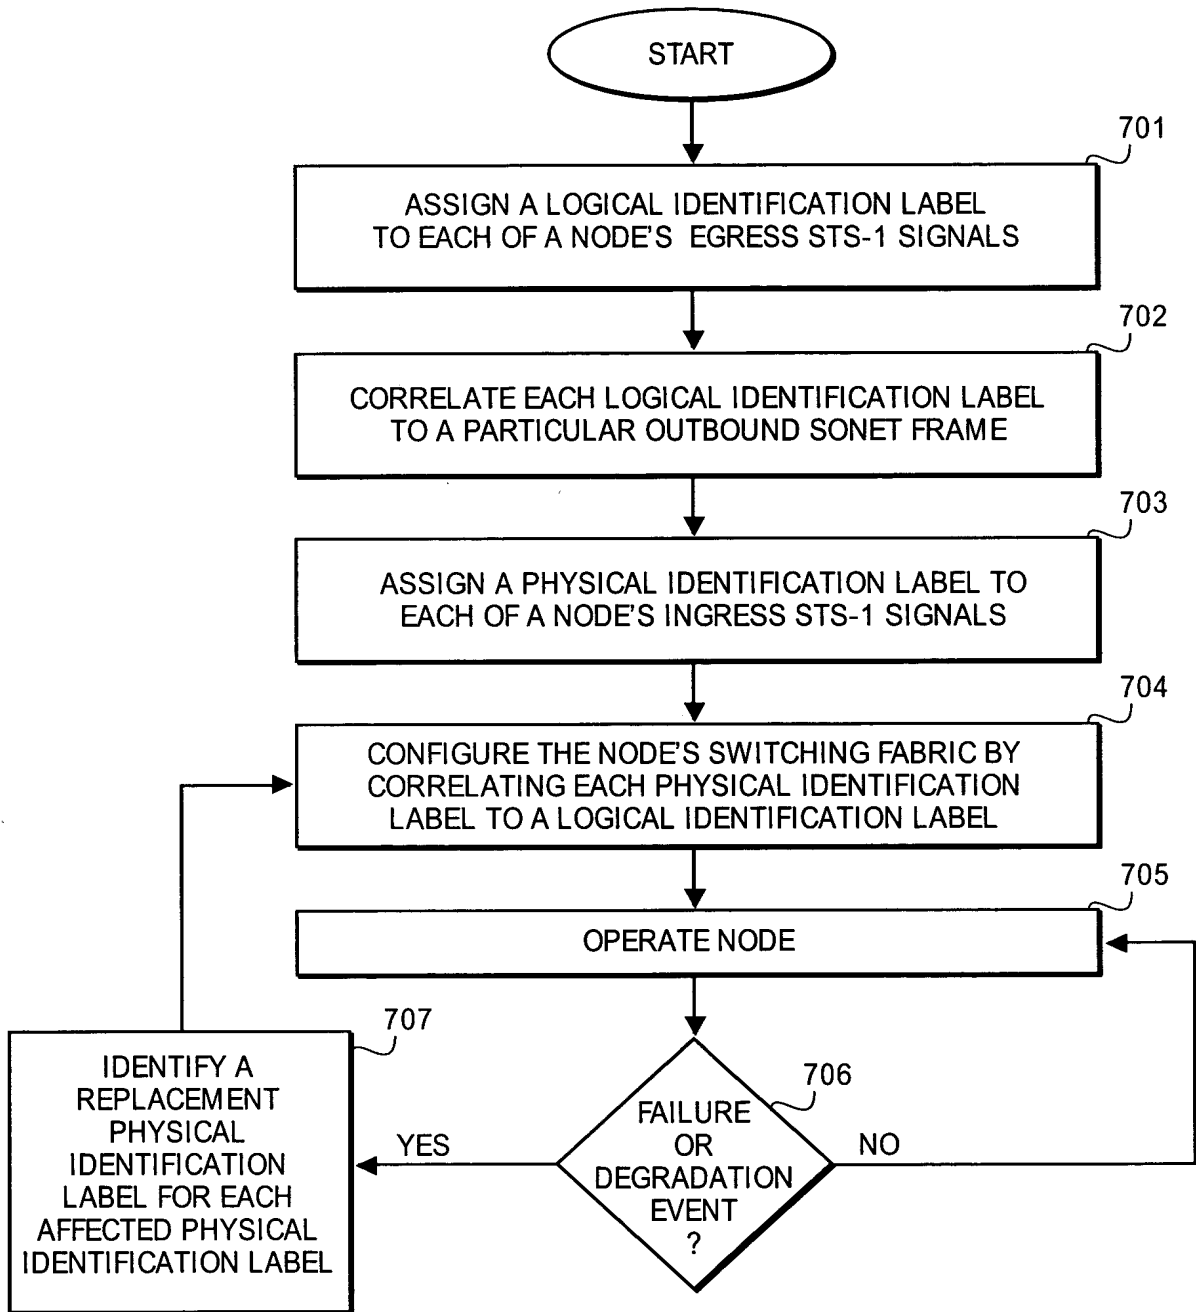 START
701
ASSIGN A LOGICAL IDENTIFICATION LABEL
TO EACH OF A NODE'S EGRESS STS-1 SIGNALS
702
CORRELATE EACH LOGICAL IDENTIFICATION LABEL
TO A PARTICULAR OUTBOUND SONET FRAME
703
ASSIGN A PHYSICAL IDENTIFICATION LABEL TO
EACH OF A NODE'S INGRESS STS-1 SIGNALS
704
CONFIGURE THE NODE'S SWITCHING FABRIC BY
CORRELATING EACH PHYSICAL IDENTIFICATION
LABEL TO A LOGICAL IDENTIFICATION LABEL
705
OPERATE NODE
706
FAILURE
OR
DEGRADATION
EVENT
?
YES
NO
707
IDENTIFY A
REPLACEMENT
PHYSICAL
IDENTIFICATION
LABEL FOR EACH
AFFECTED PHYSICAL
IDENTIFICATION LABEL